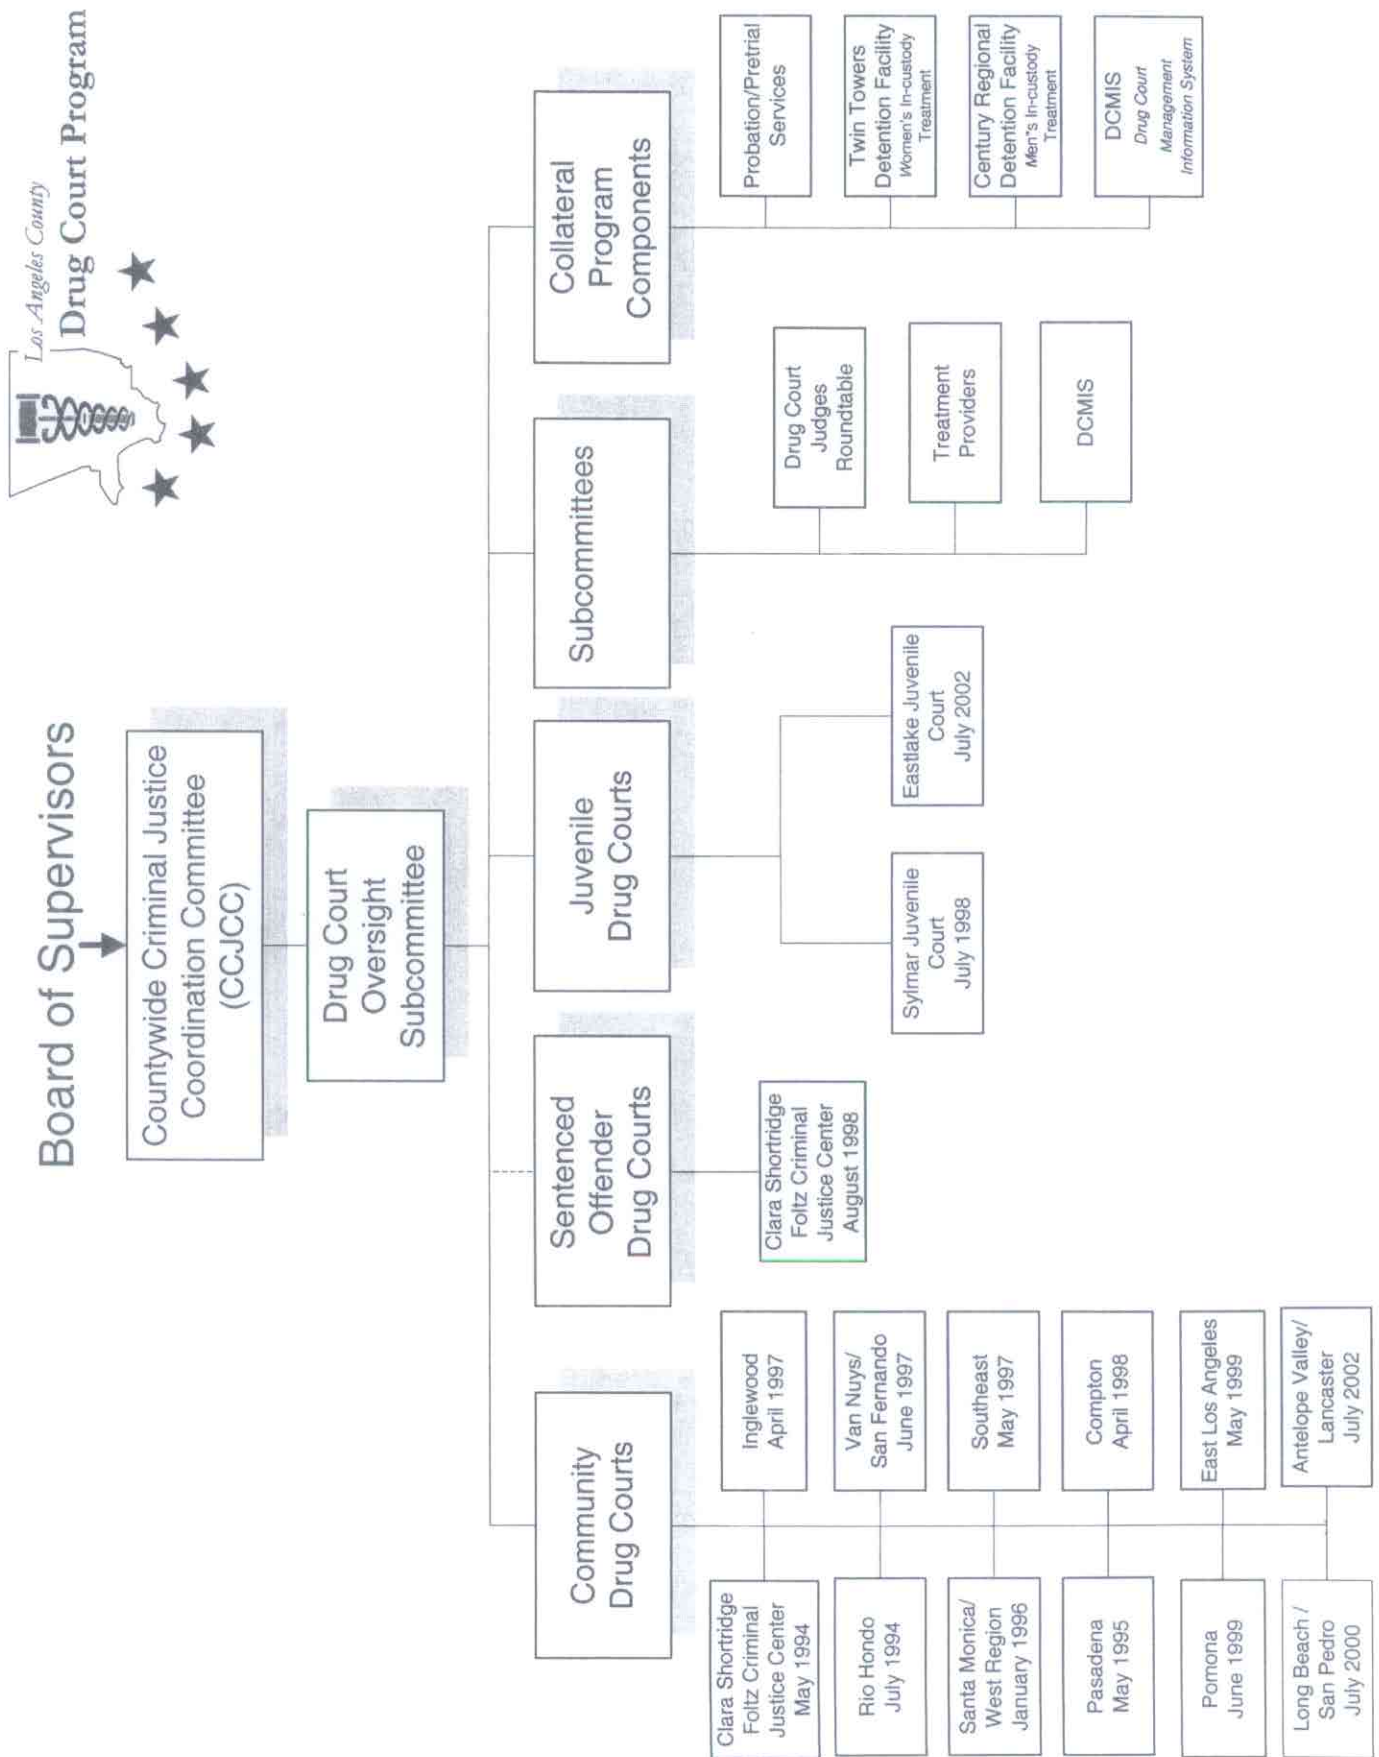 Los Angeles County
Drug Court Program
Board of Supervisors
Countywide Criminal Justice
Coordination Committee
(CCJCC)
Drug Court
Oversight
Subcommittee
Community
Drug Courts
Sentenced
Offender
Drug Courts
Juvenile
Drug Courts
Subcommittees
Collateral
Program
Components
Clara Shortridge
Foltz Criminal
Justice Center
May 1994
Inglewood
April 1997
Rio Hondo
July 1994
Van Nuys/
San Fernando
June 1997
Santa Monica/
West Region
January 1996
Southeast
May 1997
Pasadena
May 1995
Compton
April 1998
Pomona
June 1999
East Los Angeles
May 1999
Long Beach /
San Pedro
July 2000
Antelope Valley/
Lancaster
July 2002
Clara Shortridge
Foltz Criminal
Justice Center
August 1998
Sylmar Juvenile
Court
July 1998
Eastlake Juvenile
Court
July 2002
Drug Court
Judges
Roundtable
Treatment
Providers
DCMIS
Probation/Pretrial
Services
Twin Towers
Detention Facility
Women's In-custody
Treatment
Century Regional
Detention Facility
Men"s In-custody
Treatment
DCMIS
Drug Court
Management
Information System